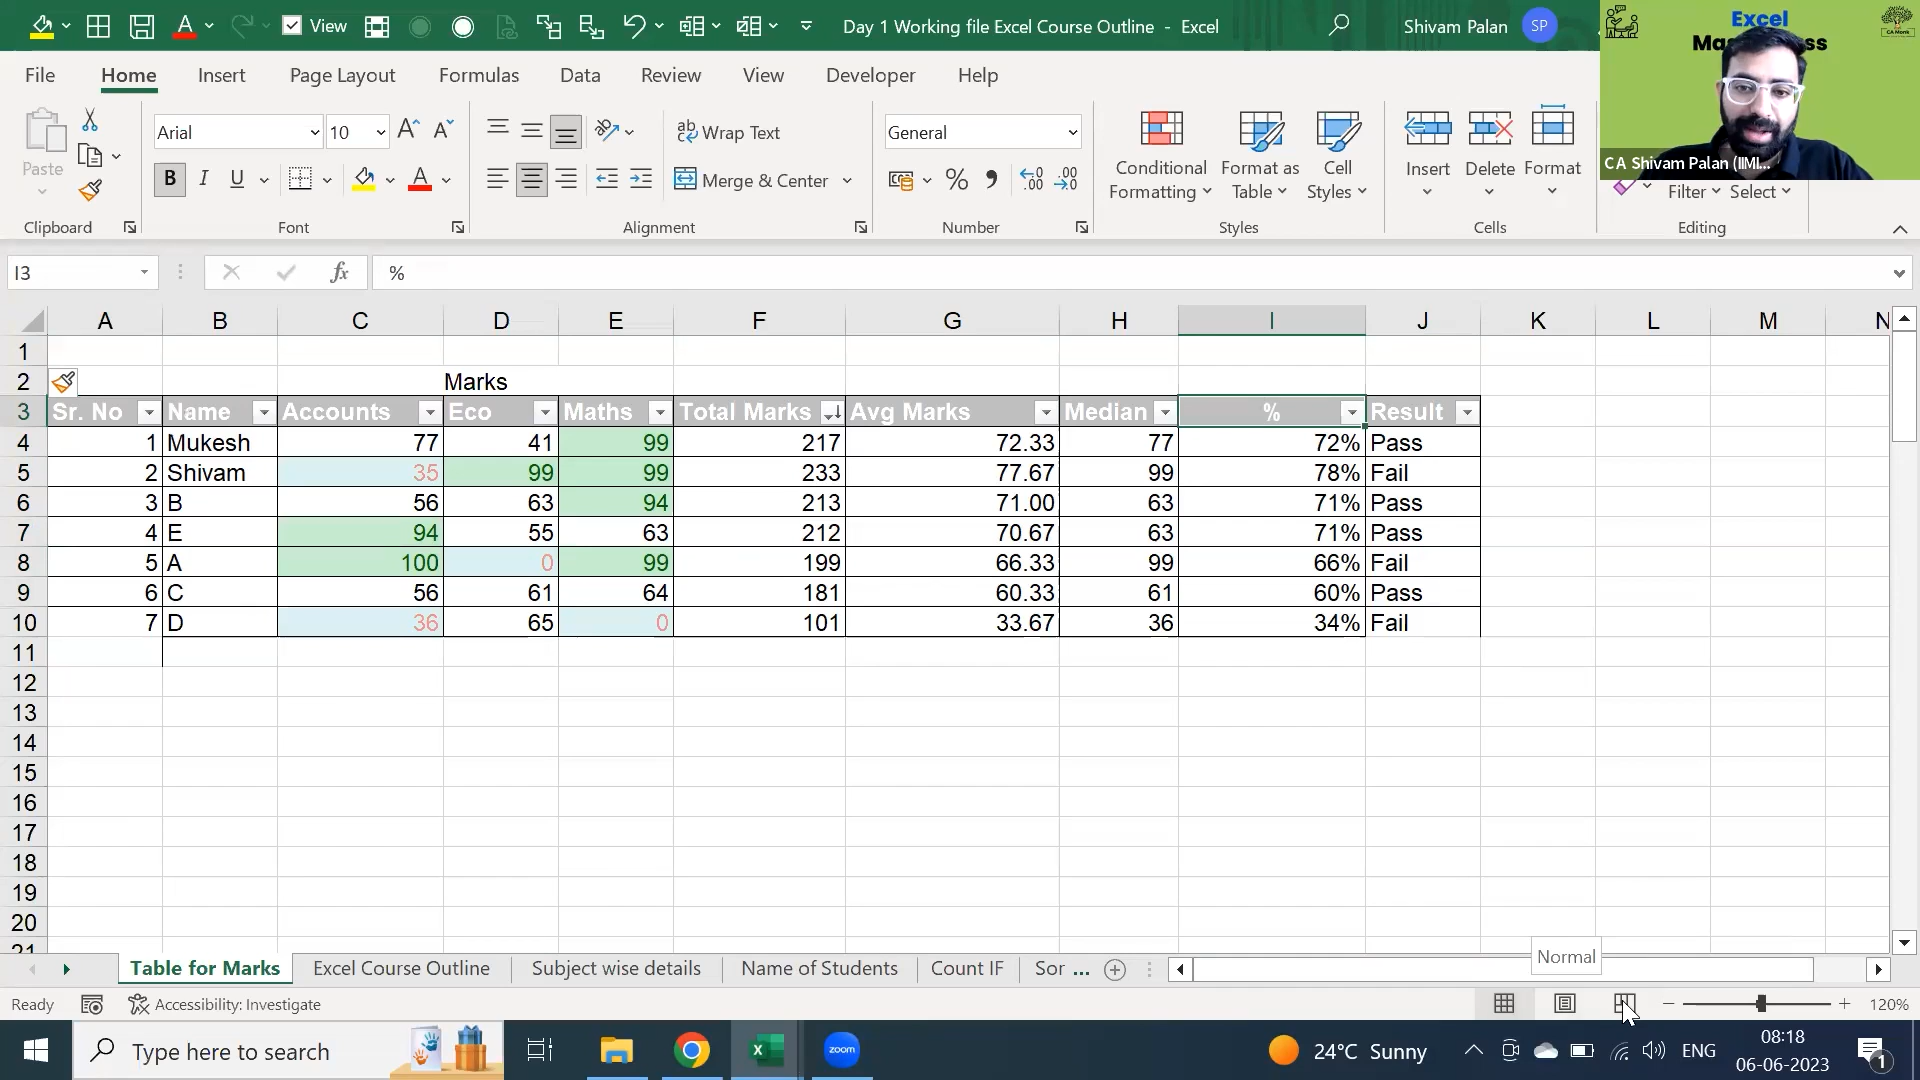 View
Day 1 Working file Excel Course Outline - Excel
Shivam Palan
SP
Excel
CA Monk
CA Shivam Palan (IIMI...
File Home Insert Page Layout Formulas Data Review View Developer Help
Paste
Clipboard
Arial
10
B I U
Font
Wrap Text
Merge & Center
Alignment
General
Number
Conditional Formatting
Format as Table
Cell Styles
Styles
Insert
Delete
Format
Cells
Filter
Select
Editing
I3
fx
%
A B C D E F G H I J K L M N
1
2 Marks
3 Sr. No Name Accounts Eco Maths Total Marks Avg Marks Median % Result
4 1 Mukesh 77 41 99 217 72.33 77 72% Pass
5 2 Shivam 35 99 99 233 77.67 99 78% Fail
6 3 B 56 63 94 213 71.00 63 71% Pass
7 4 E 94 55 63 212 70.67 63 71% Pass
8 5 A 100 0 99 199 66.33 99 66% Fail
9 6 C 56 61 64 181 60.33 61 60% Pass
10 7 D 36 65 0 101 33.67 36 34% Fail
11
12
13
14
15
16
17
18
19
20
21
Normal
Table for Marks Excel Course Outline Subject wise details Name of Students Count IF Sor ...
Ready
Accessibility: Investigate
120%
Type here to search
zoom
24°C Sunny
ENG
08:18
06-06-2023
1